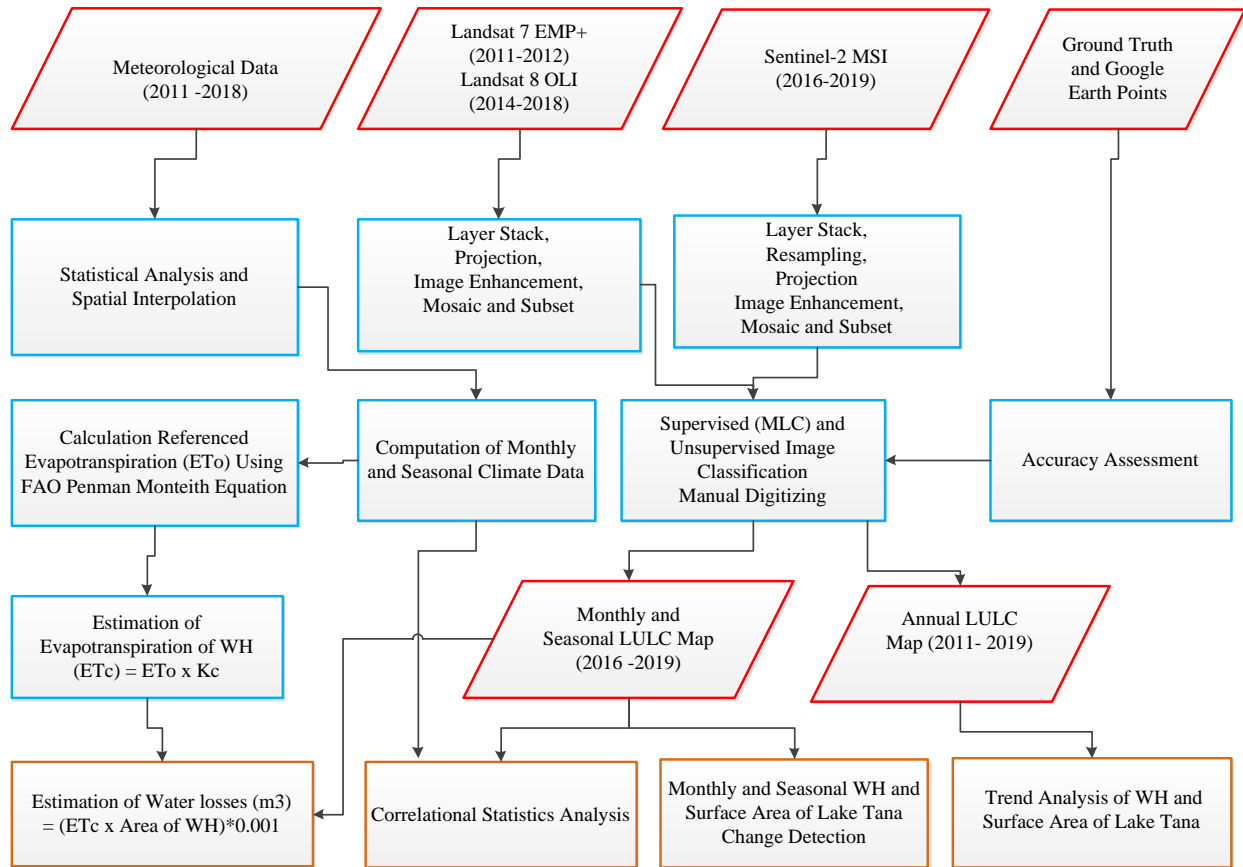 Meteorological Data
(2011 -2018)
Landsat 7 EMP+
(2011-2012)
Landsat 8 OLI
(2014-2018)
Sentinel-2 MSI
(2016-2019)
Ground Truth
and Google
Earth Points
Statistical Analysis and
Spatial Interpolation
Layer Stack,
Projection,
Image Enhancement,
Mosaic and Subset
Layer Stack,
Resampling,
Projection
Image Enhancement,
Mosaic and Subset
Calculation Referenced
Evapotranspiration (ETo) Using
FAO Penman Monteith Equation
Computation of Monthly
and Seasonal Climate Data
Supervised (MLC) and
Unsupervised Image
Classification
Manual Digitizing
Accuracy Assessment
Estimation of
Evapotranspiration of WH
(ETc) = ETo x Kc
Monthly and
Seasonal LULC Map
(2016 -2019)
Annual LULC
Map (2011- 2019)
Estimation of Water losses (m3)
= (ETc x Area of WH)*0.001
Correlational Statistics Analysis
Monthly and Seasonal WH and
Surface Area of Lake Tana
Change Detection
Trend Analysis of WH and
Surface Area of Lake Tana